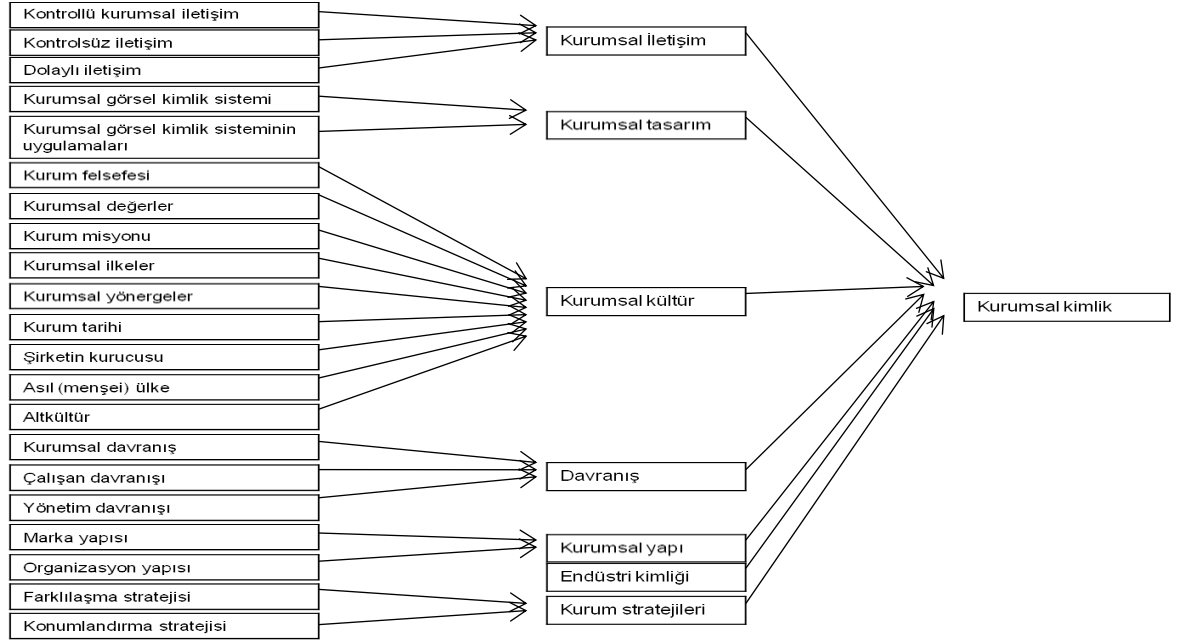 Kontrollü kurumsal iletişim
Kontrolsüz iletişim
Dolaylı iletişim
Kurumsal görsel kimlik sistemi
Kurumsal görsel kimlik sisteminin
uygulamaları
Kurum felsefesi
Kurumsal değerler
Kurum misyonu
Kurumsal ilkeler
Kurumsal yönergeler
Kurum tarihi
Şirketin kurucusu
Asıl (menşei) ülke
Altkültür
Kurumsal davranış
Çalışan davranışı
Yönetim davranışı
Marka yapısı
Organizasyon yapısı
Farklılaşma stratejisi
Konumlandırma stratejisi
Kurumsal İletişim
Kurumsal tasarım
Kurumsal kültür
Davranış
Kurumsal yapı
Endüstri kimliği
Kurum stratejileri
Kurumsal kimlik